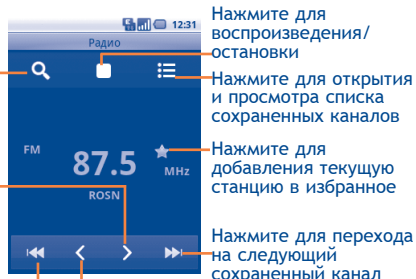 12:31
Радио
Нажмите для
воспроизведения/
остановки
Нажмите для открытия
и просмотра списка
сохраненных каналов
FM
87.5
MHz
ROSN
Нажмите для
добавления текущую
станцию в избранное
Нажмите для перехода
на следующий
сохраненный канал